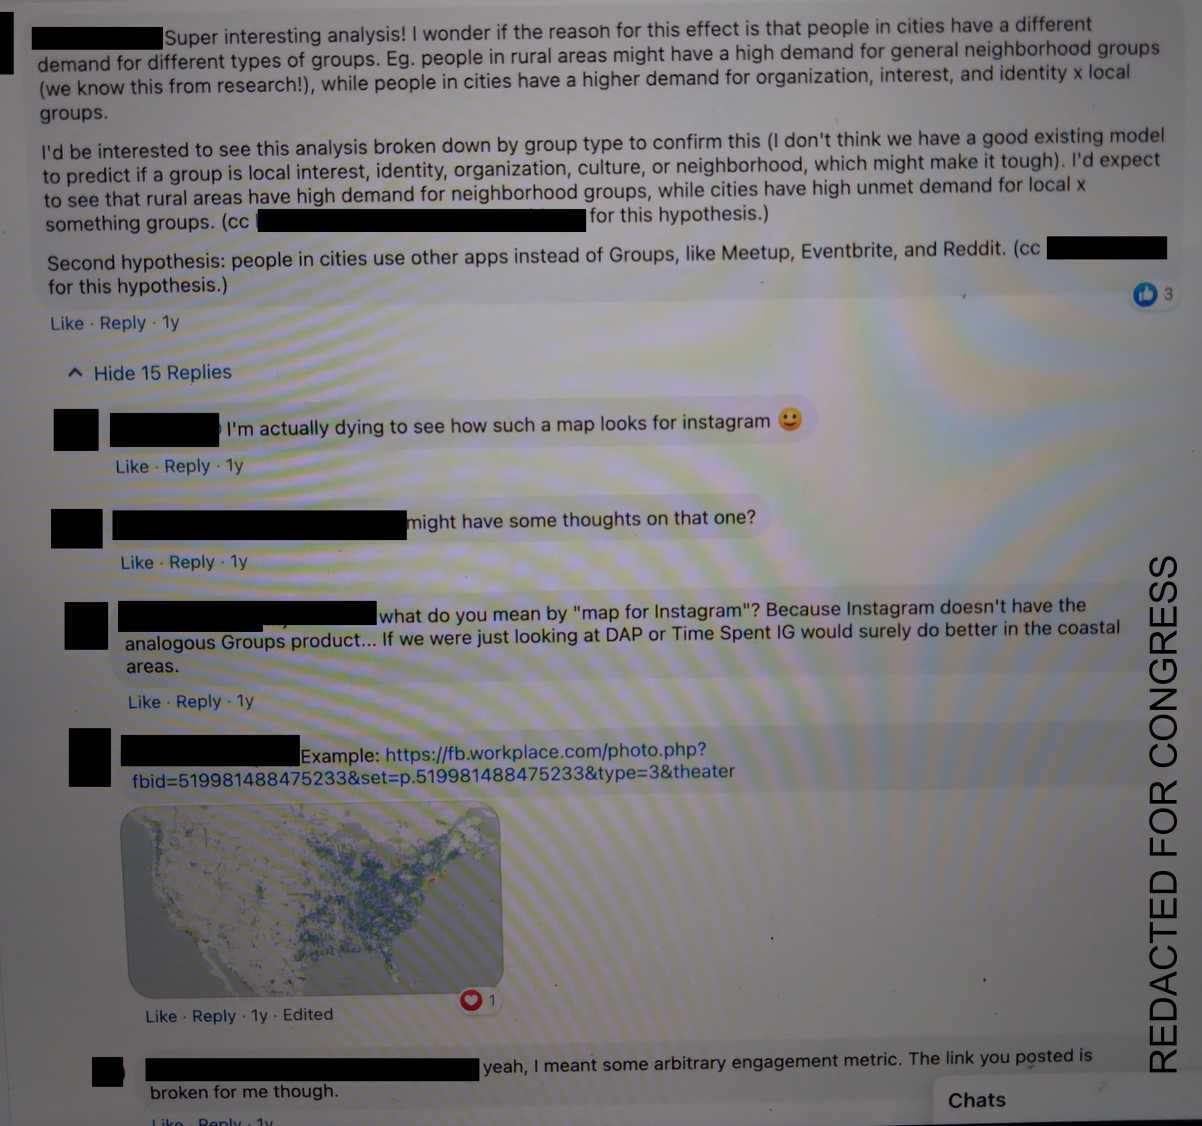 Super interesting analysis! I wonder if the reason for this effect is that people in cities have a different
demand for different types of groups. Eg. people in rural areas might have a high demand for general neighborhood groups
(we know this from research!), while people in cities have a higher demand for organization, interest, and identity x local
groups.
I'd be interested to see this analysis broken down by group type to confirm this (I don't think we have a good existing model
to predict if a group is local interest, identity, organization, culture, or neighborhood, which might make it tough). I'd expect
to see that rural areas have high demand for neighborhood groups, while cities have high unmet demand for local x
something groups. (cc for this hypothesis.)
Second hypothesis: people in cities use other apps instead of Groups, like Meetup, Eventbrite, and Reddit. (cc
for this hypothesis.)
3
Like · Reply · 1y
Hide 15 Replies
I'm actually dying to see how such a map looks for instagram 🙂
Like · Reply · 1y
might have some thoughts on that one?
Like · Reply · 1y
what do you mean by "map for Instagram"? Because Instagram doesn't have the
analogous Groups product... If we were just looking at DAP or Time Spent IG would surely do better in the coastal
areas.
Like · Reply · 1y
Example: https://fb.workplace.com/photo.php?
fbid=519981488475233&set=p.519981488475233&type=3&theater
1
Like · Reply · 1y · Edited
yeah, I meant some arbitrary engagement metric. The link you posted is
broken for me though.
Like · Reply · 1y
Chats
REDACTED FOR CONGRESS